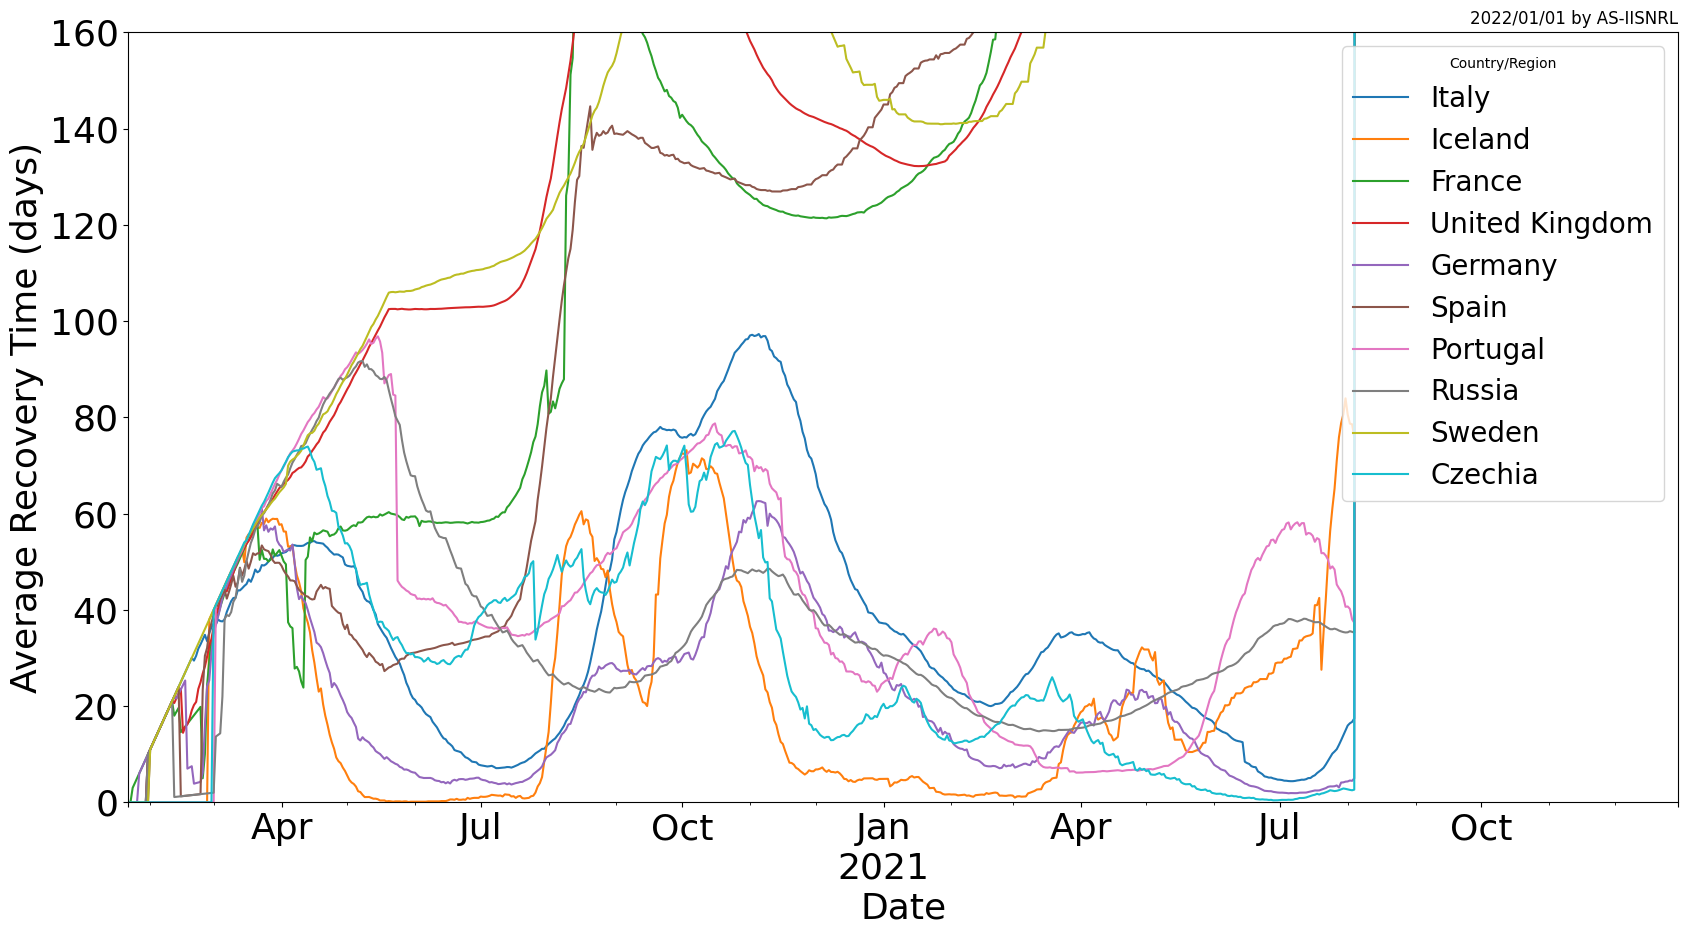 2022/01/01 by AS-IISNRL
160
140
120
100
80
60
40
20
0
Average Recovery Time (days)
Country/Region
Italy
Iceland
France
United Kingdom
Germany
Spain
Portugal
Russia
Sweden
Czechia
Apr
Jul
Oct
Jan
2021
Apr
Jul
Oct
Date